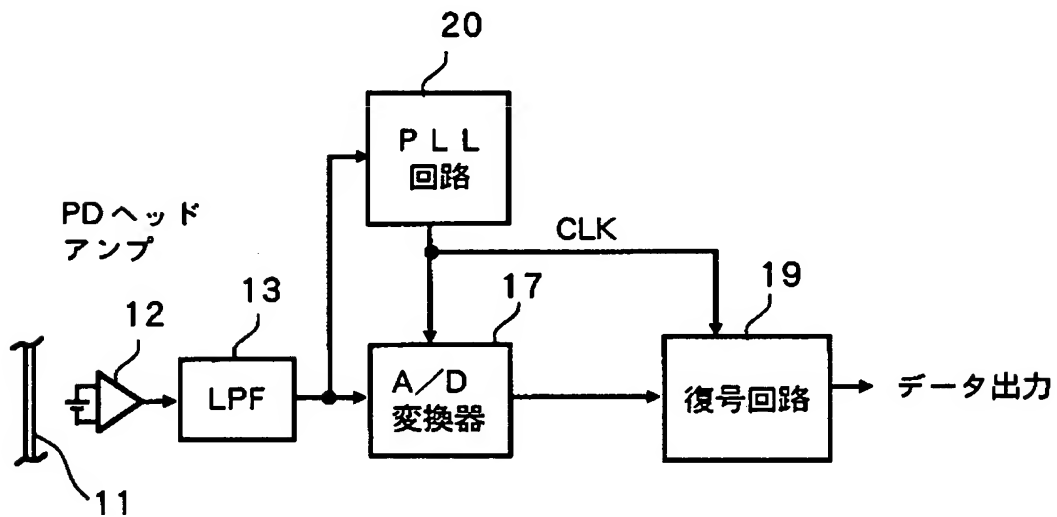 20
PLL
回路
PDヘッド
アンプ
CLK
12
13
17
19
LPF
A/D
変換器
復号回路
データ出力
11